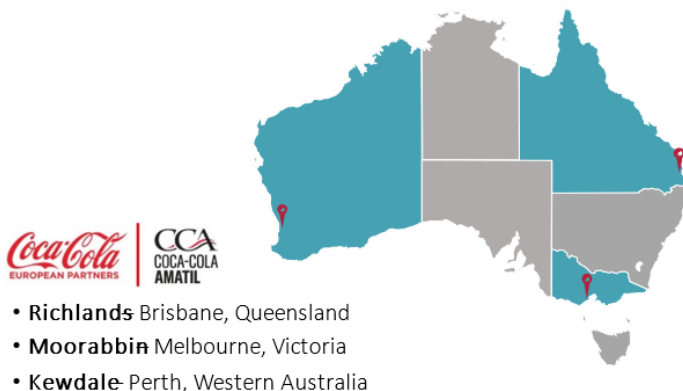 Coca-Cola
EUROPEAN PARTNERS
CCA
COCA-COLA
AMATIL
• Richlands- Brisbane, Queensland
• Moorabbin- Melbourne, Victoria
• Kewdale- Perth, Western Australia